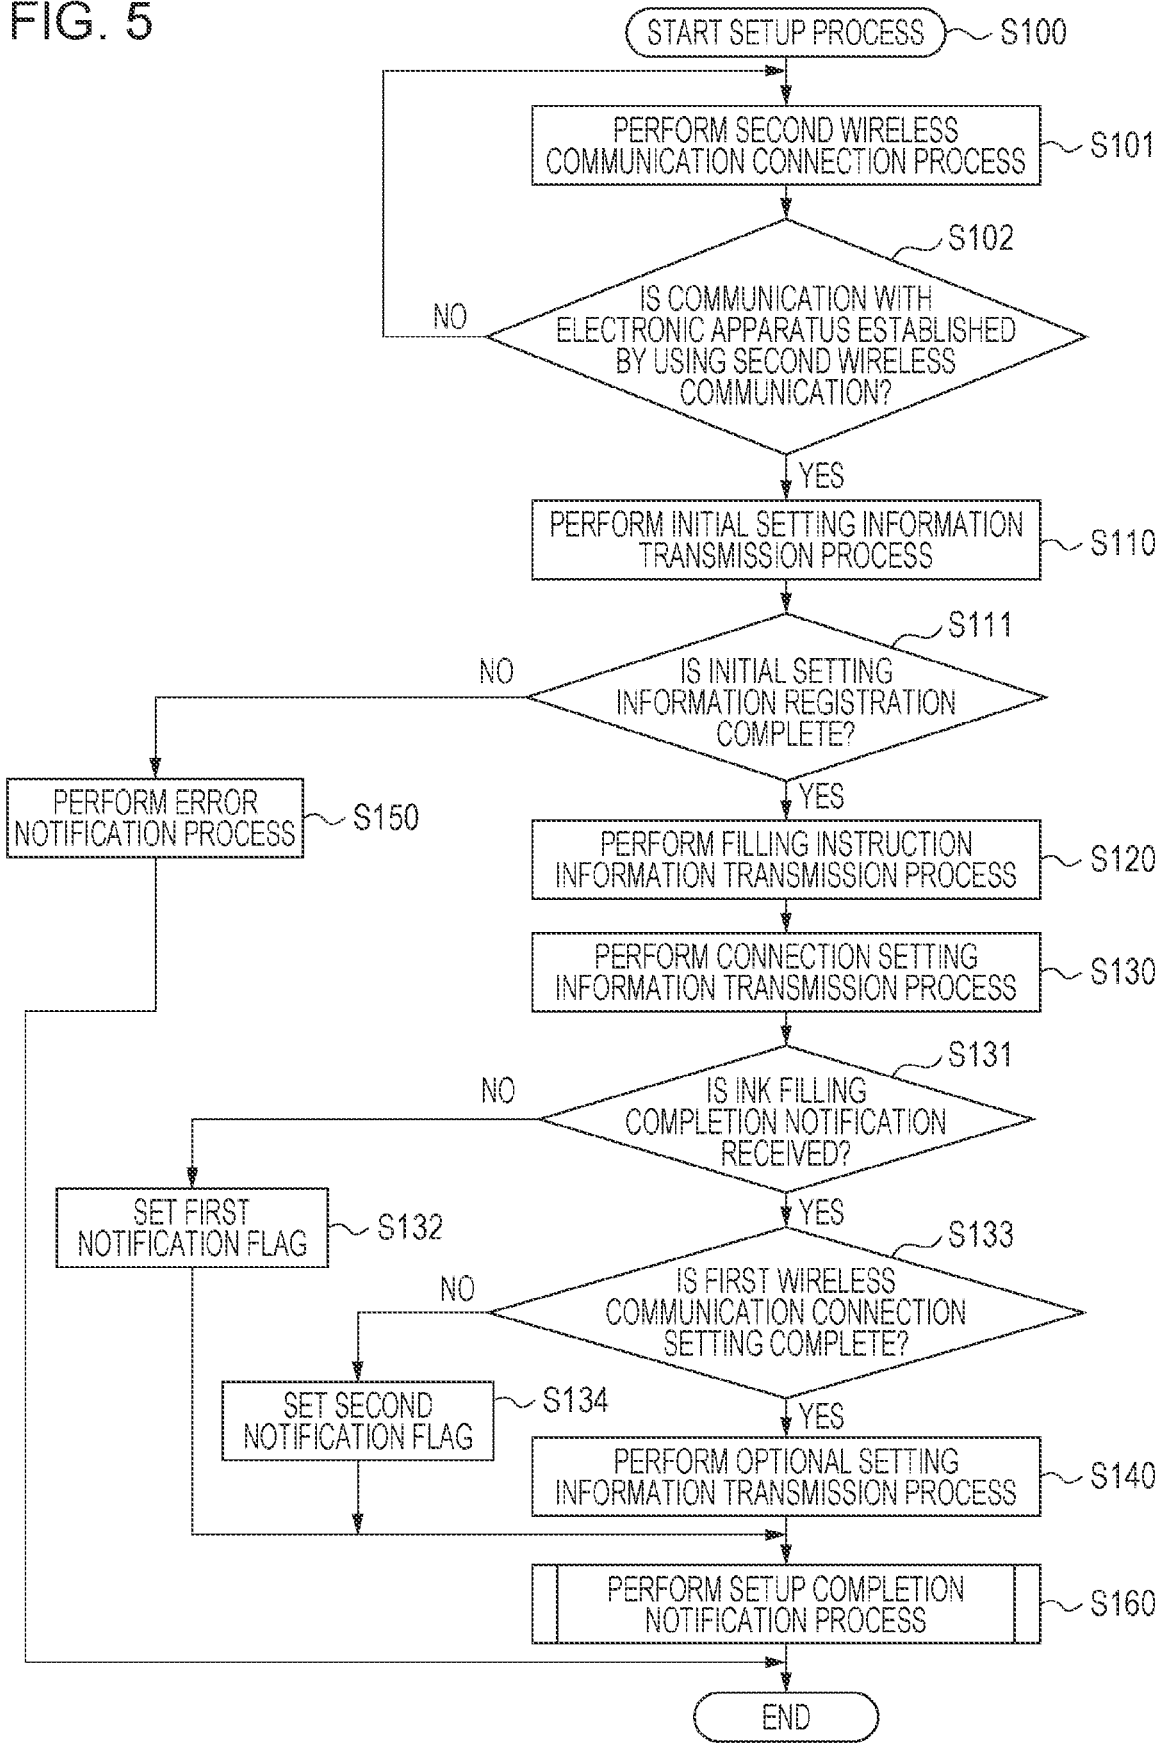 FIG. 5
START SETUP PROCESS
S100
PERFORM SECOND WIRELESS
COMMUNICATION CONNECTION PROCESS
S101
S102
IS COMMUNICATION WITH
ELECTRONIC APPARATUS ESTABLISHED
BY USING SECOND WIRELESS
COMMUNICATION?
NO
YES
PERFORM INITIAL SETTING INFORMATION
TRANSMISSION PROCESS
S110
S111
IS INITIAL SETTING
INFORMATION REGISTRATION
COMPLETE?
NO
YES
PERFORM ERROR
NOTIFICATION PROCESS
S150
PERFORM FILLING INSTRUCTION
INFORMATION TRANSMISSION PROCESS
S120
PERFORM CONNECTION SETTING
INFORMATION TRANSMISSION PROCESS
S130
S131
IS INK FILLING
COMPLETION NOTIFICATION
RECEIVED?
NO
YES
SET FIRST
NOTIFICATION FLAG
S132
S133
IS FIRST WIRELESS
COMMUNICATION CONNECTION
SETTING COMPLETE?
NO
YES
SET SECOND
NOTIFICATION FLAG
S134
PERFORM OPTIONAL SETTING
INFORMATION TRANSMISSION PROCESS
S140
PERFORM SETUP COMPLETION
NOTIFICATION PROCESS
S160
END